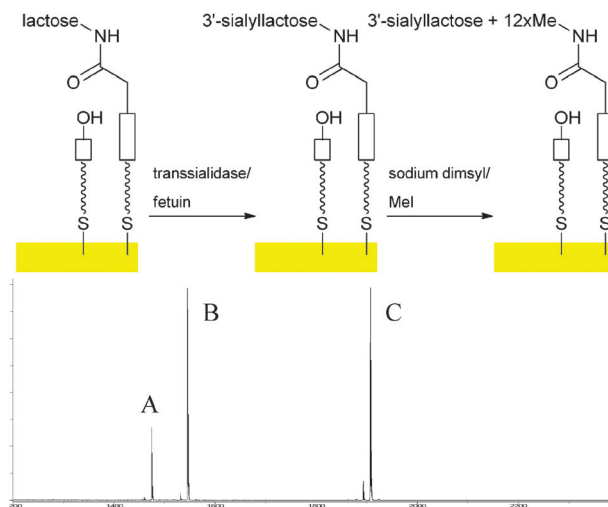 lactose 3'-sialyllactose 3'-sialyllactose + 12xMe
NH NH NH
O O O
OH OH OH
transsialidase/ sodium dimsyl/
fetuin MeI
S S S S S S
B C
A
1400 1600 1800 2000 2200